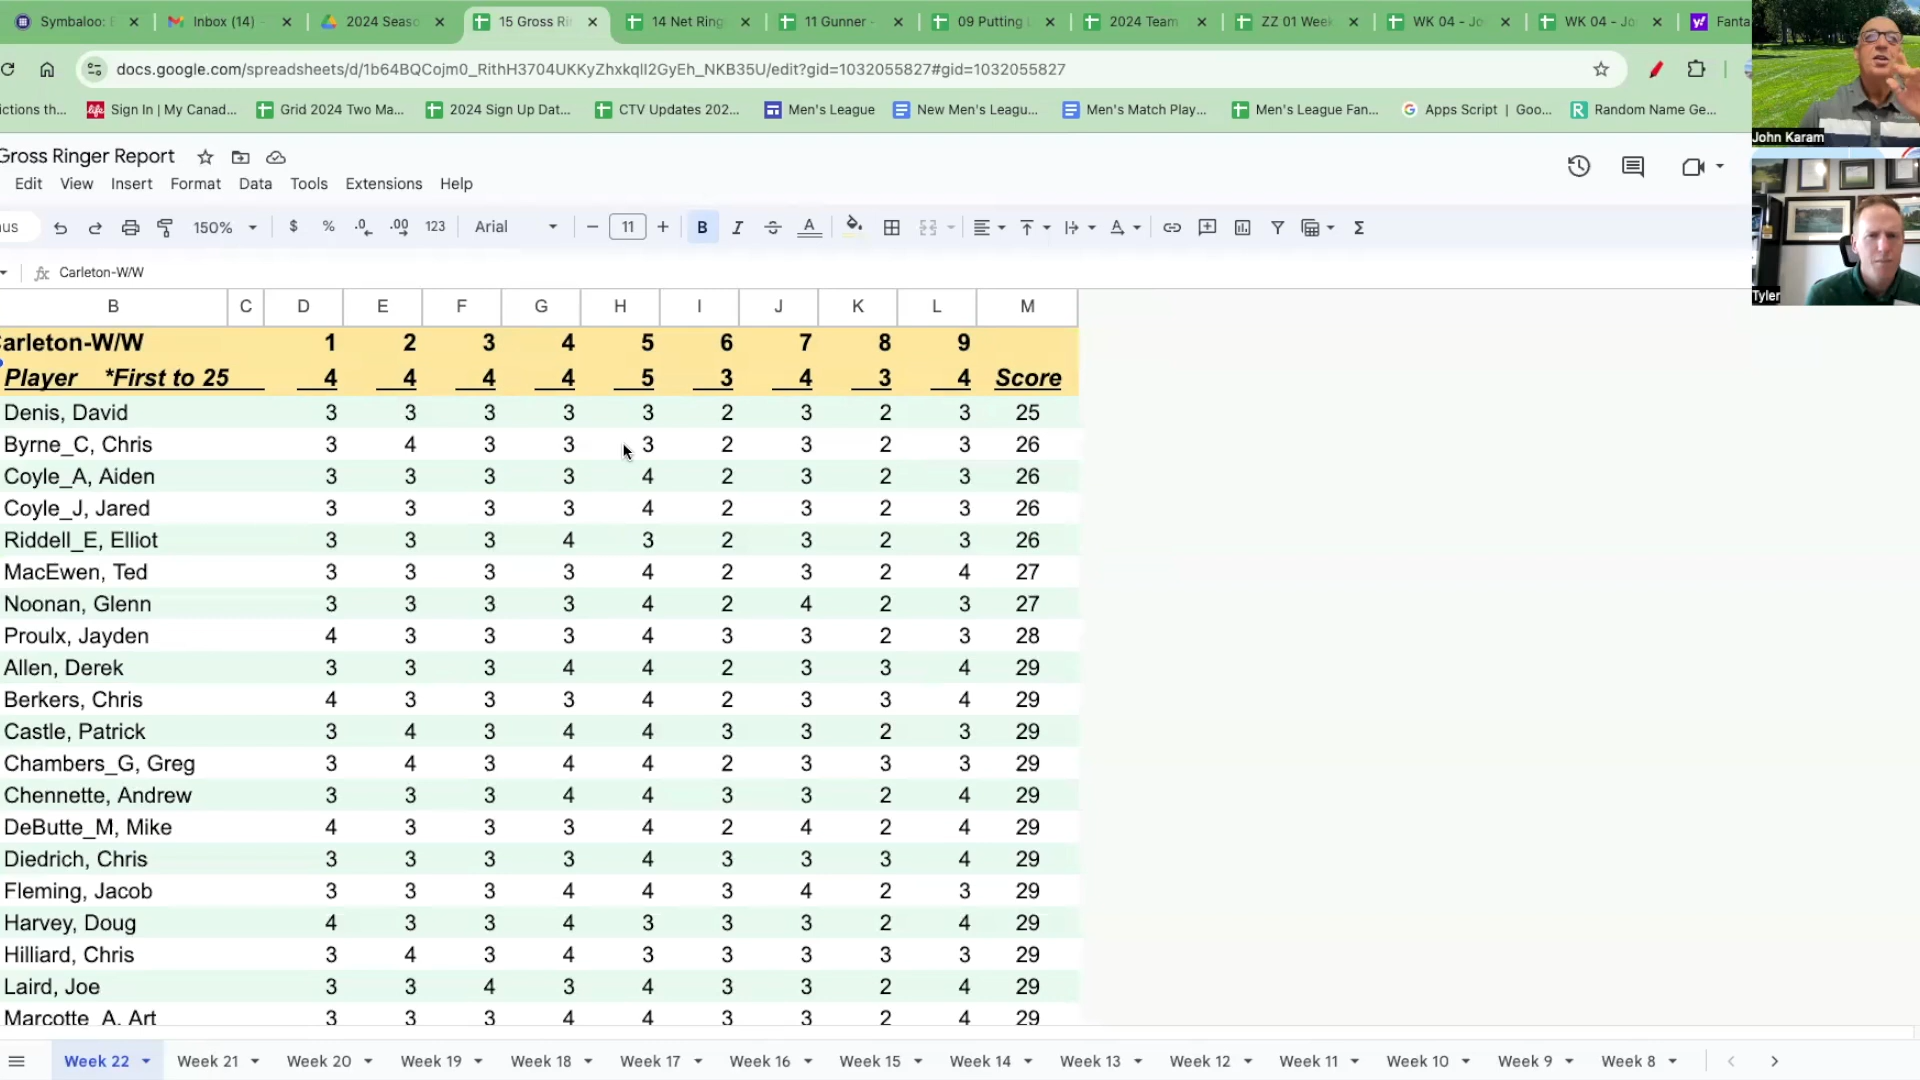 Symbaloo: E Inbox (14) 2024 Seaso 15 Gross Ri 14 Net Ring 11 Gunner - 09 Putting 2024 Team ZZ 01 Week WK 04 - Jo WK 04 - Jo Fanta
docs.google.com/spreadsheets/d/1b64BQCojm0_RithH3704UKKyZhxkqlI2GyEh_NKB35U/edit?gid=1032055827#gid=1032055827
ictions th... Sign In | My Canad... Grid 2024 Two Ma... 2024 Sign Up Dat... CTV Updates 202... Men's League New Men's Leagu... Men's Match Play... Men's League Fan... Apps Script | Goo... Random Name Ge...
John Karam
Gross Ringer Report
Edit View Insert Format Data Tools Extensions Help
nus 150% $ % .0 .00 123 Arial 11 B I A Σ
fx Carleton-W/W
Tyler
B C D E F G H I J K L M
Carleton-W/W 1 2 3 4 5 6 7 8 9
Player *First to 25 4 4 4 4 5 3 4 3 4 Score
Denis, David 3 3 3 3 3 2 3 2 3 25
Byrne_C, Chris 3 4 3 3 3 2 3 2 3 26
Coyle_A, Aiden 3 3 3 3 4 2 3 2 3 26
Coyle_J, Jared 3 3 3 3 4 2 3 2 3 26
Riddell_E, Elliot 3 3 3 4 3 2 3 2 3 26
MacEwen, Ted 3 3 3 3 4 2 3 2 4 27
Noonan, Glenn 3 3 3 3 4 2 4 2 3 27
Proulx, Jayden 4 3 3 3 4 3 3 2 3 28
Allen, Derek 3 3 3 4 4 2 3 3 4 29
Berkers, Chris 4 3 3 3 4 2 3 3 4 29
Castle, Patrick 3 4 3 4 4 3 3 2 3 29
Chambers_G, Greg 3 4 3 4 4 2 3 3 3 29
Chennette, Andrew 3 3 3 4 4 3 3 2 4 29
DeButte_M, Mike 4 3 3 3 4 2 4 2 4 29
Diedrich, Chris 3 3 3 3 4 3 3 3 4 29
Fleming, Jacob 3 3 3 4 4 3 4 2 3 29
Harvey, Doug 4 3 3 4 3 3 3 2 4 29
Hilliard, Chris 3 4 3 4 3 3 3 3 3 29
Laird, Joe 3 3 4 3 4 3 3 2 4 29
Marcotte_A, Art 3 3 3 4 4 3 3 2 4 29
Week 22 Week 21 Week 20 Week 19 Week 18 Week 17 Week 16 Week 15 Week 14 Week 13 Week 12 Week 11 Week 10 Week 9 Week 8